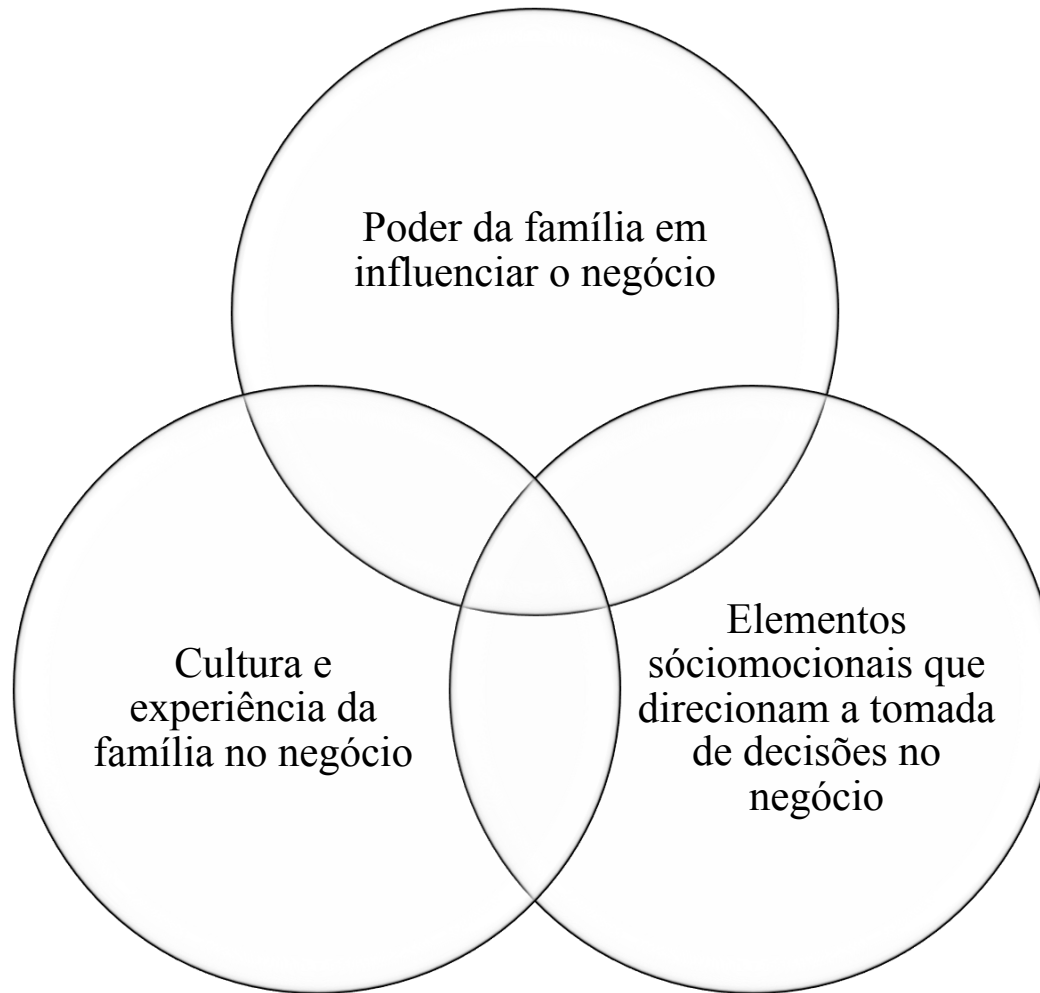 Poder da família em
influenciar o negócio
Cultura e
experiência da
família no negócio
Elementos
sóciomocionais que
direcionam a tomada
de decisões no
negócio